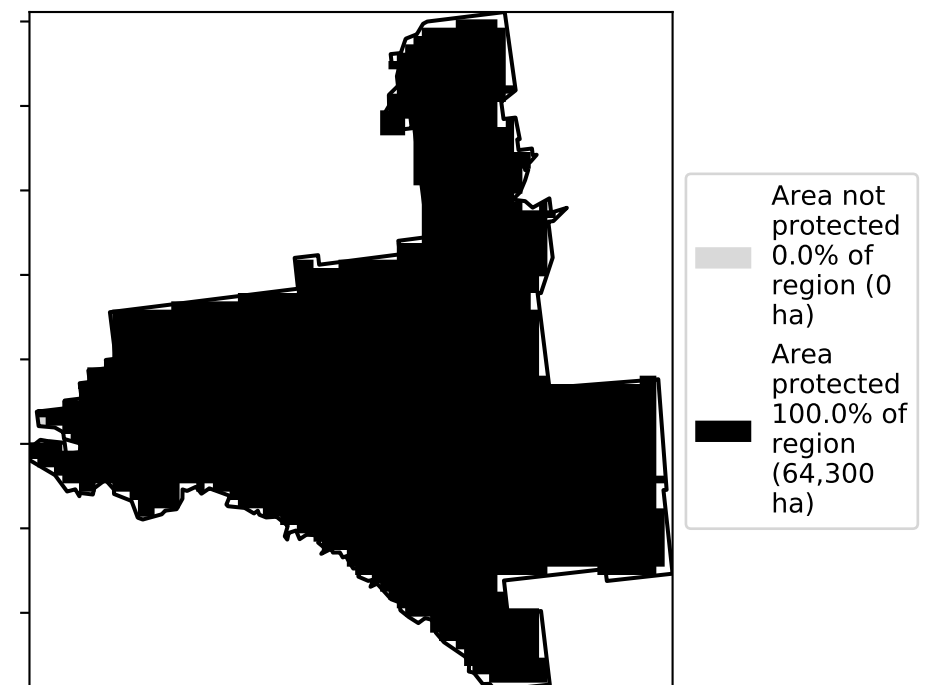 Area not
protected
0.0% of
region (0
ha)
Area
protected
100.0% of
region
(64,300
ha)